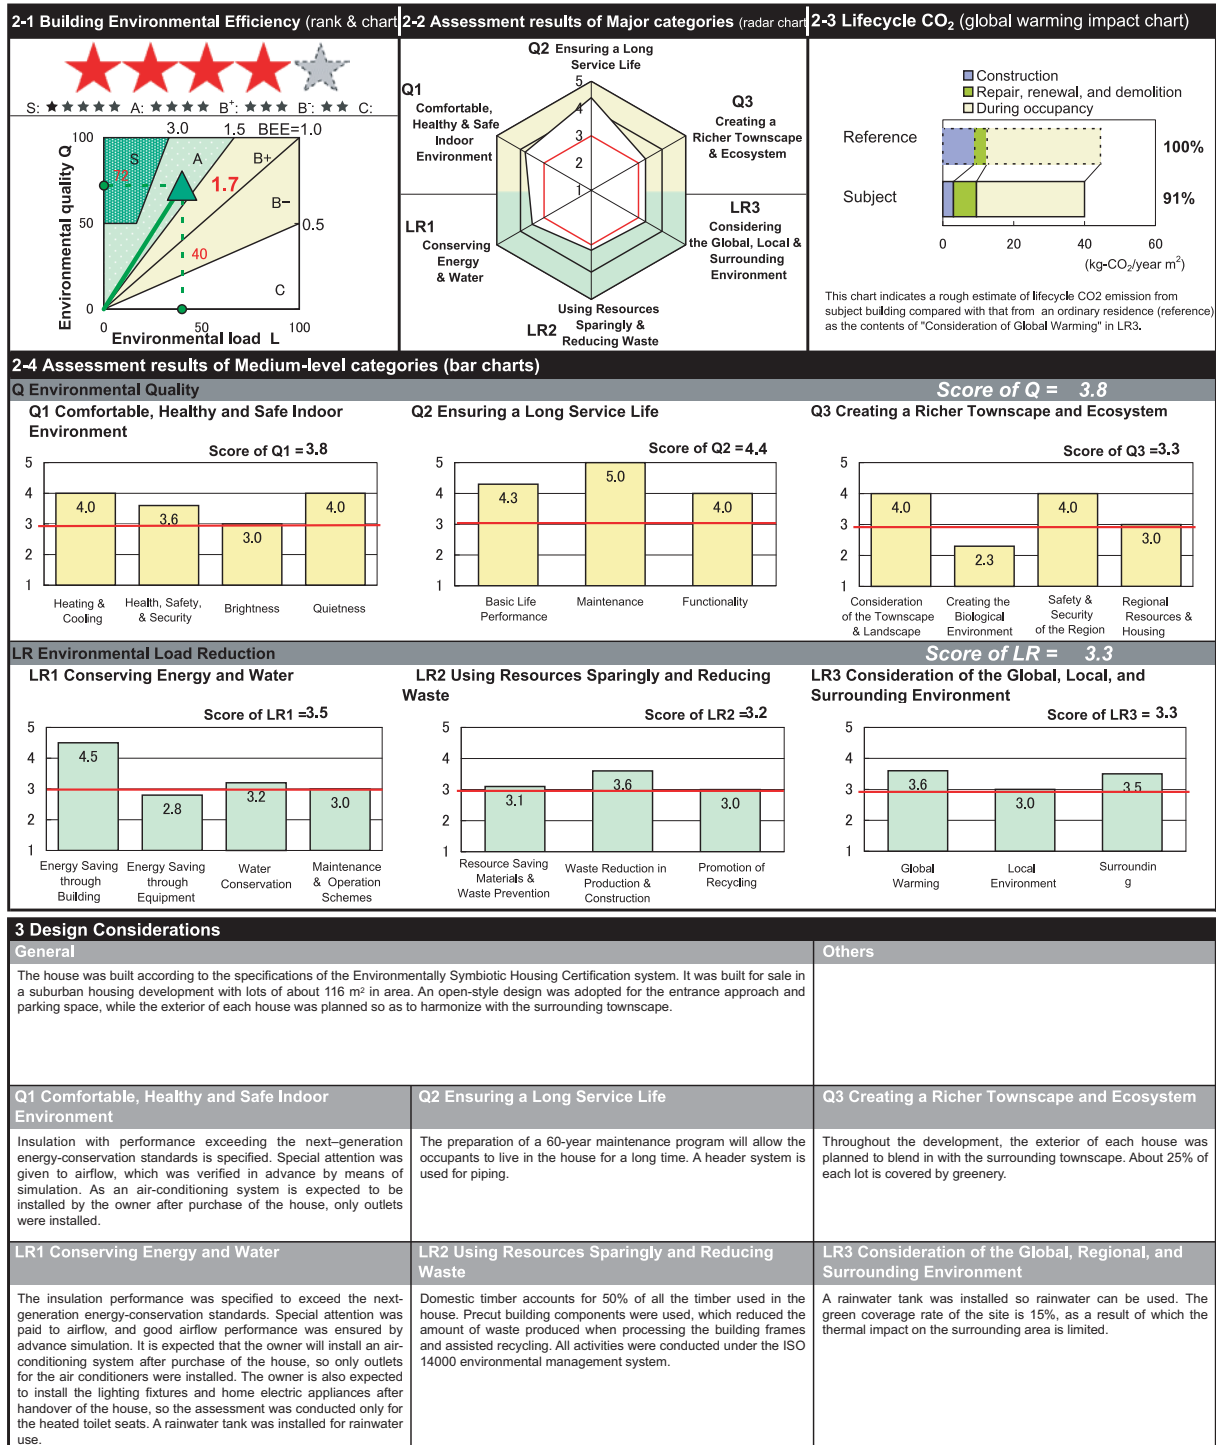 2-1 Building Environmental Efficiency (rank & chart
S: ★★★★★ A: ★★★★ B+: ★★★ B-: ★★ C:
3.0 1.5 BEE=1.0
100
S
A
B+
72
1.7
B−
50
0.5
40
C
0
0 50 100
Environmental quality Q
Environmental load L
2-2 Assessment results of Major categories (radar chart
Q2 Ensuring a Long
Service Life
Q1
Comfortable,
Healthy & Safe
Indoor
Environment
Q3
Creating a
Richer Townscape
& Ecosystem
5
4
3
2
1
LR1
Conserving
Energy
& Water
LR3
Considering
the Global, Local &
Surrounding
Environment
LR2
Using Resources
Sparingly &
Reducing Waste
2-3 Lifecycle CO2 (global warming impact chart)
Construction
Repair, renewal, and demolition
During occupancy
Reference 100%
Subject 91%
0 20 40 60
(kg-CO2/year m2)
This chart indicates a rough estimate of lifecycle CO2 emission from
subject building compared with that from an ordinary residence (reference)
as the contents of "Consideration of Global Warming" in LR3.
2-4 Assessment results of Medium-level categories (bar charts)
Q Environmental Quality Score of Q = 3.8
Q1 Comfortable, Healthy and Safe Indoor
Environment
Score of Q1 = 3.8
5
4
3
2
1
4.0 3.6 3.0 4.0
Heating &
Cooling
Health, Safety,
& Security
Brightness
Quietness
Q2 Ensuring a Long Service Life
Score of Q2 = 4.4
5
4
3
2
1
4.3 5.0 4.0
Basic Life
Performance
Maintenance
Functionality
Q3 Creating a Richer Townscape and Ecosystem
Score of Q3 = 3.3
5
4
3
2
1
4.0 2.3 4.0 3.0
Consideration
of the Townscape
& Landscape
Creating the
Biological
Environment
Safety &
Security
of the Region
Regional
Resources &
Housing
LR Environmental Load Reduction Score of LR = 3.3
LR1 Conserving Energy and Water
Score of LR1 =3.5
5
4
3
2
1
4.5 2.8 3.2 3.0
Energy Saving
through
Building
Energy Saving
through
Equipment
Water
Conservation
Maintenance
& Operation
Schemes
LR2 Using Resources Sparingly and Reducing
Waste
Score of LR2 =3.2
5
4
3
2
1
3.1 3.6 3.0
Resource Saving
Materials &
Waste Prevention
Waste Reduction in
Production &
Construction
Promotion of
Recycling
LR3 Consideration of the Global, Local, and
Surrounding Environment
Score of LR3 = 3.3
5
4
3
2
1
3.6 3.0 3.5
Global
Warming
Local
Environment
Surroundin
g
3 Design Considerations
General
The house was built according to the specifications of the Environmentally Symbiotic Housing Certification system. It was built for sale in
a suburban housing development with lots of about 116 m2 in area. An open-style design was adopted for the entrance approach and
parking space, while the exterior of each house was planned so as to harmonize with the surrounding townscape.
Others
Q1 Comfortable, Healthy and Safe Indoor
Environment
Insulation with performance exceeding the next–generation
energy-conservation standards is specified. Special attention was
given to airflow, which was verified in advance by means of
simulation. As an air-conditioning system is expected to be
installed by the owner after purchase of the house, only outlets
were installed.
Q2 Ensuring a Long Service Life
The preparation of a 60-year maintenance program will allow the
occupants to live in the house for a long time. A header system is
used for piping.
Q3 Creating a Richer Townscape and Ecosystem
Throughout the development, the exterior of each house was
planned to blend in with the surrounding townscape. About 25% of
each lot is covered by greenery.
LR1 Conserving Energy and Water
The insulation performance was specified to exceed the next-
generation energy-conservation standards. Special attention was
paid to airflow, and good airflow performance was ensured by
advance simulation. It is expected that the owner will install an air-
conditioning system after purchase of the house, so only outlets
for the air conditioners were installed. The owner is also expected
to install the lighting fixtures and home electric appliances after
handover of the house, so the assessment was conducted only for
the heated toilet seats. A rainwater tank was installed for rainwater
use.
LR2 Using Resources Sparingly and Reducing
Waste
Domestic timber accounts for 50% of all the timber used in the
house. Precut building components were used, which reduced the
amount of waste produced when processing the building frames
and assisted recycling. All activities were conducted under the ISO
14000 environmental management system.
LR3 Consideration of the Global, Regional, and
Surrounding Environment
A rainwater tank was installed so rainwater can be used. The
green coverage rate of the site is 15%, as a result of which the
thermal impact on the surrounding area is limited.